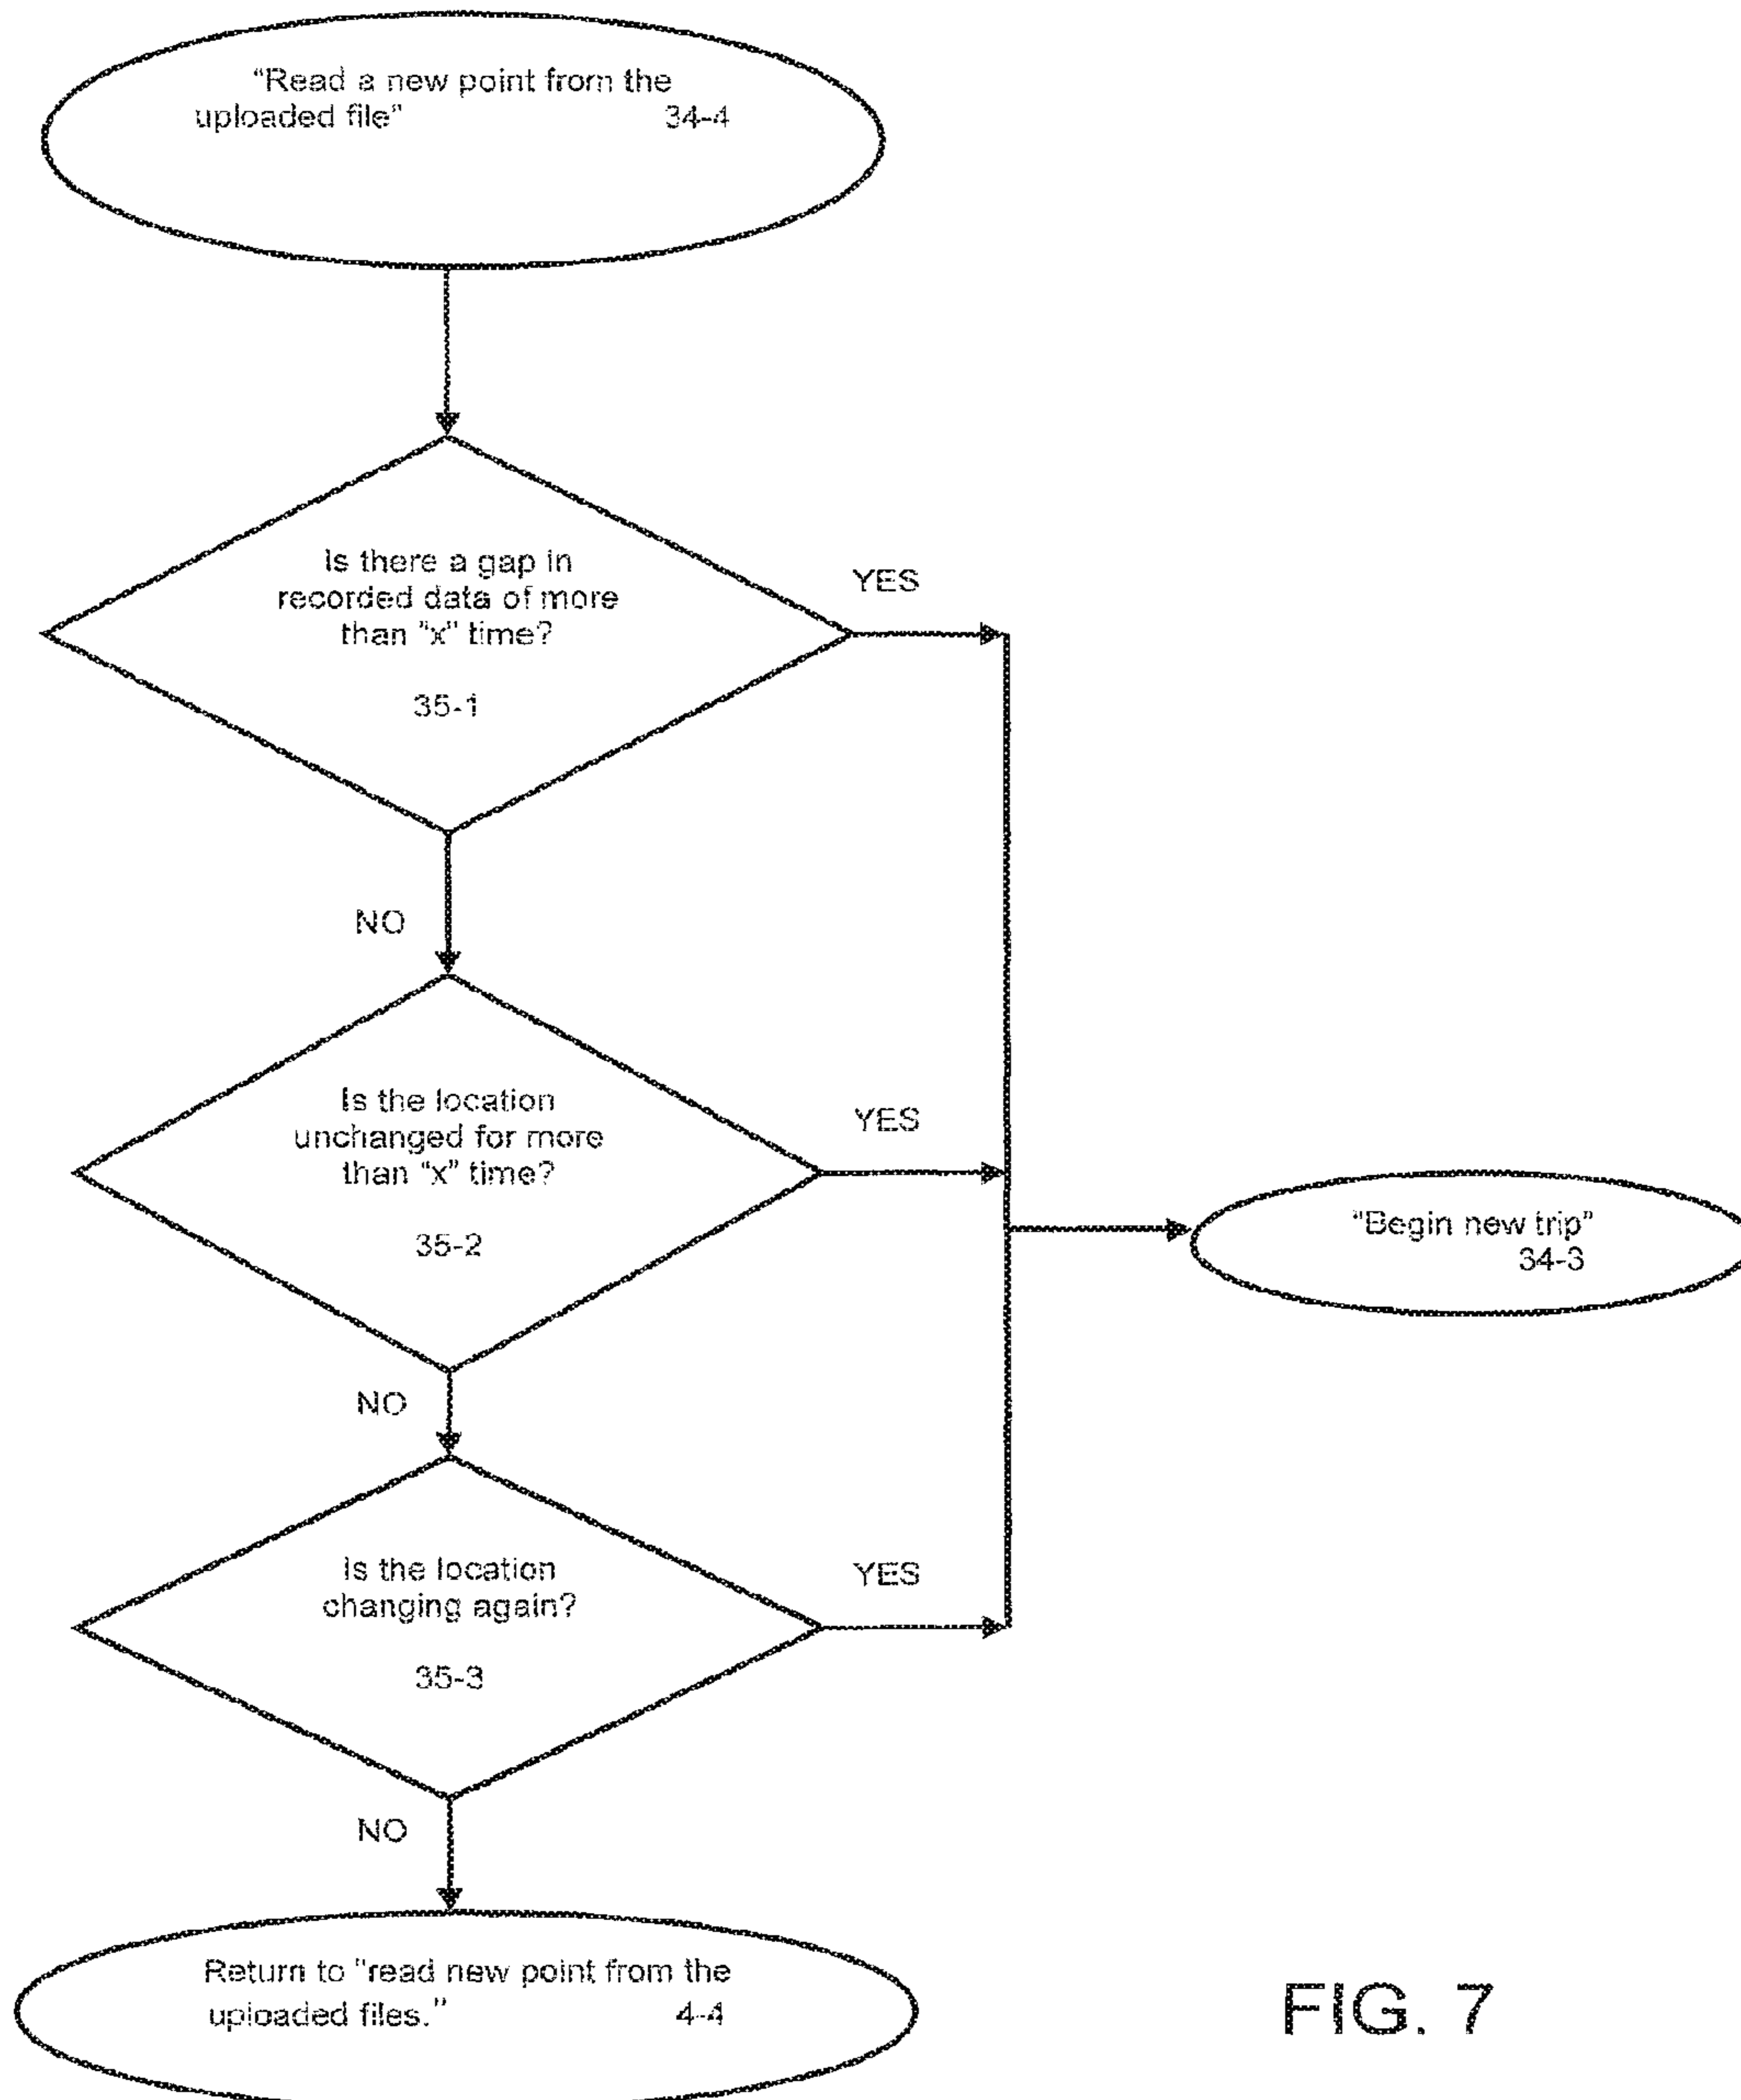 “Read a new point from the
uploaded file” 34-4
Is there a gap in
recorded data of more
than “x” time?
35-1
YES
NO
Is the location
unchanged for more
than “x” time?
35-2
YES
“Begin new trip”
34-3
NO
Is the location
changing again?
35-3
YES
NO
Return to “read new point from the
uploaded files.” 4-4
FIG. 7